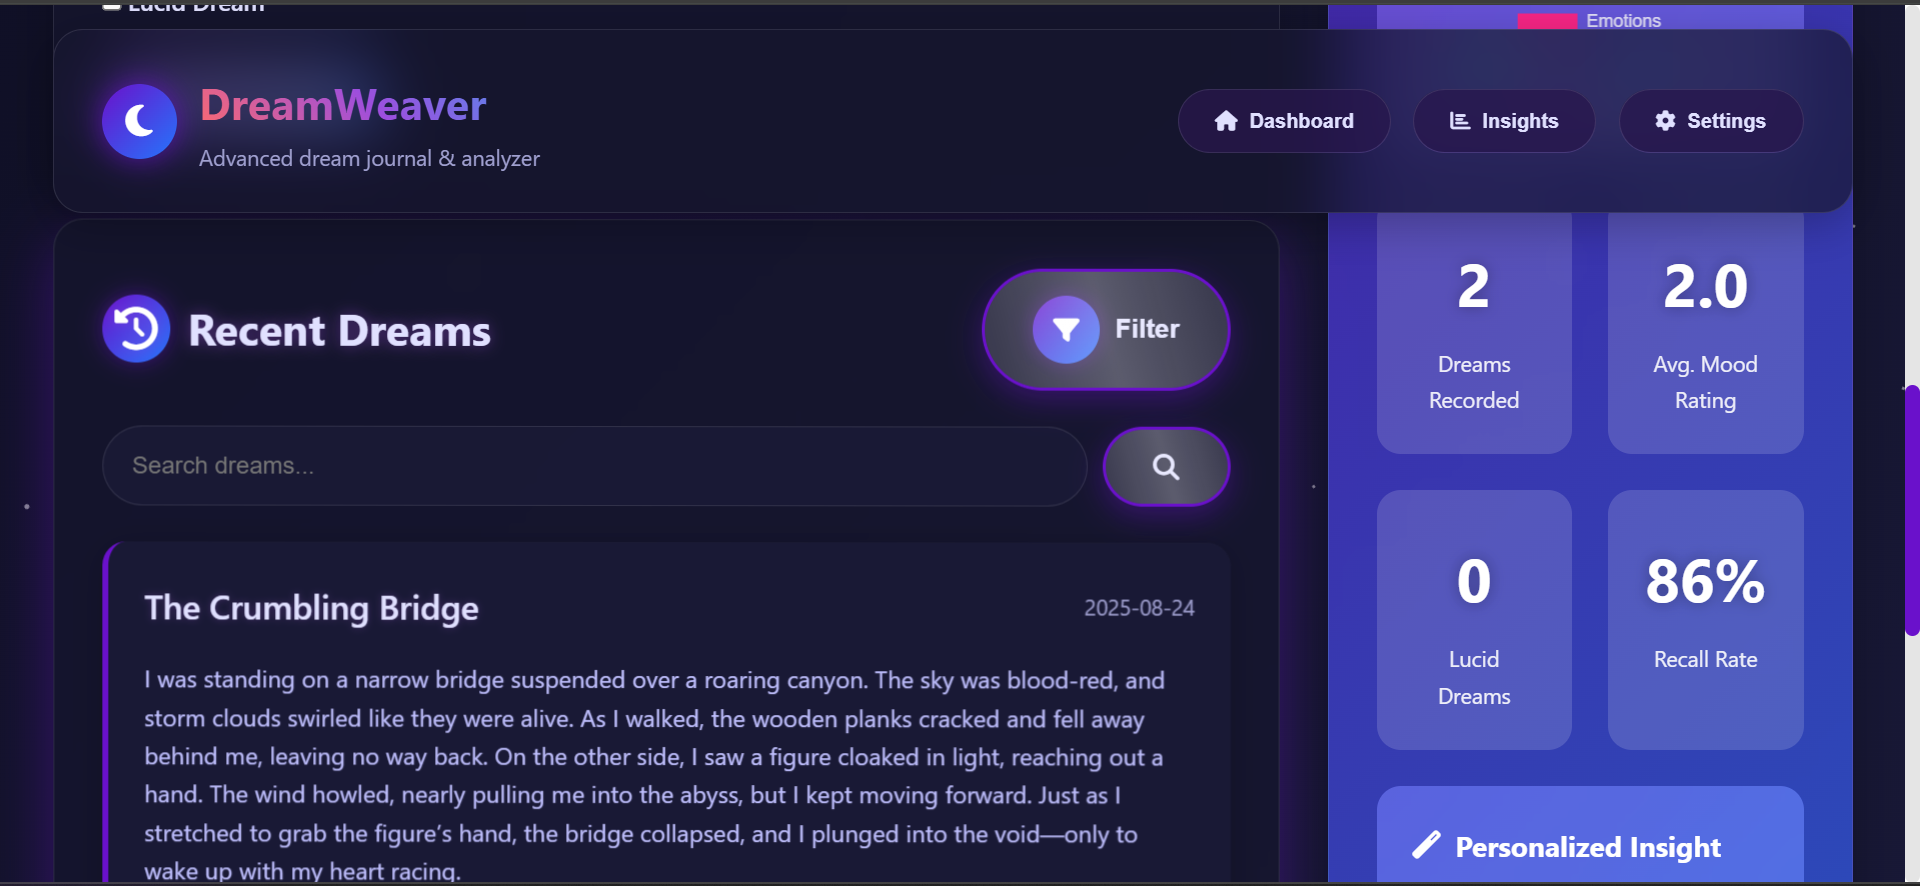 Lucid Dream
Emotions
DreamWeaver
Advanced dream journal & analyzer
Dashboard
Insights
Settings
Recent Dreams
Filter
Search dreams...
The Crumbling Bridge
2025-08-24
I was standing on a narrow bridge suspended over a roaring canyon. The sky was blood-red, and
storm clouds swirled like they were alive. As I walked, the wooden planks cracked and fell away
behind me, leaving no way back. On the other side, I saw a figure cloaked in light, reaching out a
hand. The wind howled, nearly pulling me into the abyss, but I kept moving forward. Just as I
stretched to grab the figure’s hand, the bridge collapsed, and I plunged into the void—only to
wake up with my heart racing.
2
Dreams
Recorded
2.0
Avg. Mood
Rating
0
Lucid
Dreams
86%
Recall Rate
Personalized Insight